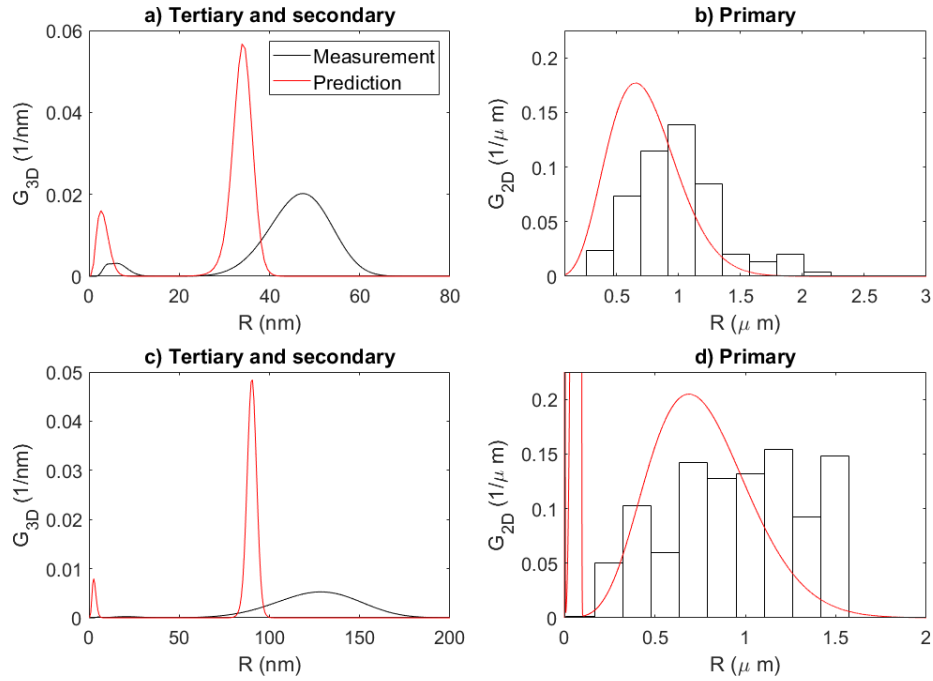 a) Tertiary and secondary
0.06
0.04
0.02
0
G3D (1/nm)
Measurement
Prediction
0 20 40 60 80
R (nm)
b) Primary
0.2
0.15
0.1
0.05
0
G2D (1/μ m)
0.5 1 1.5 2 2.5 3
R (μ m)
c) Tertiary and secondary
0.05
0.04
0.03
0.02
0.01
0
G3D (1/nm)
0 50 100 150 200
R (nm)
d) Primary
0.2
0.15
0.1
0.05
0
G2D (1/μ m)
0 0.5 1 1.5 2
R (μ m)